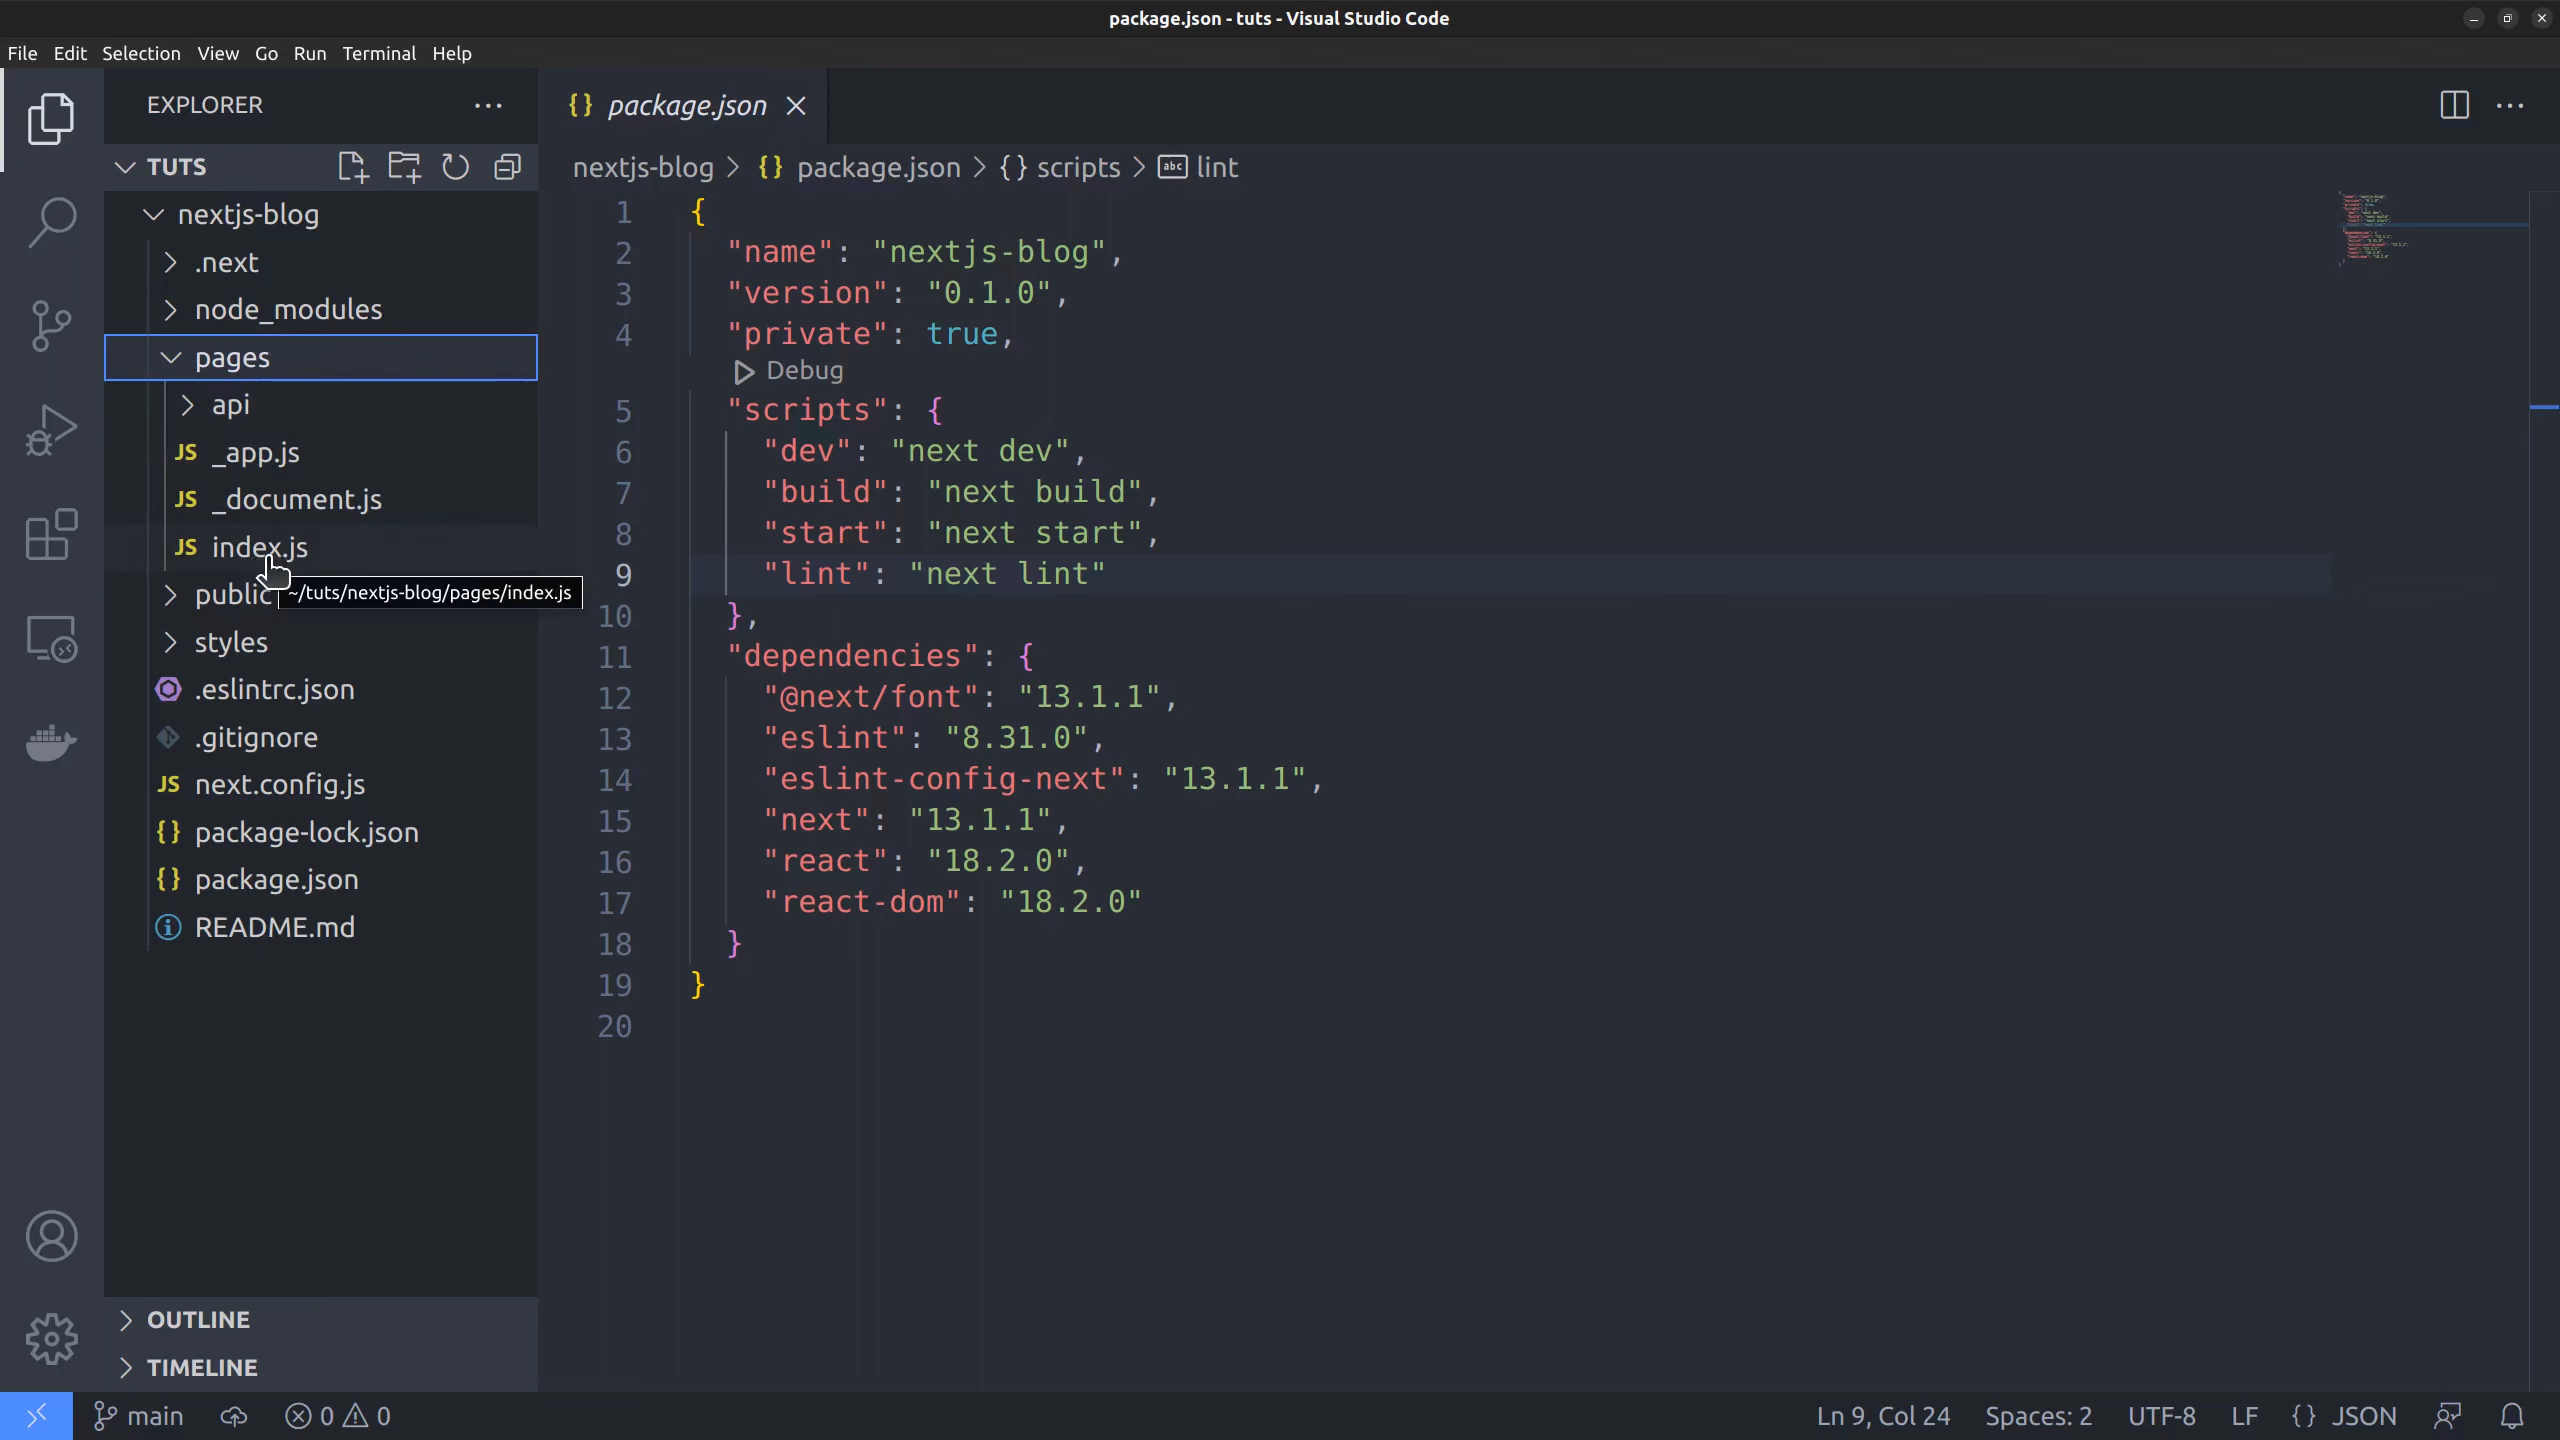 package.json - tuts - Visual Studio Code
File Edit Selection View Go Run Terminal Help
EXPLORER
TUTS
nextjs-blog
.next
node_modules
pages
api
JS _app.js
JS _document.js
JS index.js
public
~/tuts/nextjs-blog/pages/index.js
styles
.eslintrc.json
.gitignore
JS next.config.js
{} package-lock.json
{} package.json
README.md
OUTLINE
TIMELINE
{} package.json
nextjs-blog > {} package.json > {} scripts > abc lint
1 {
2 "name": "nextjs-blog",
3 "version": "0.1.0",
4 "private": true,
Debug
5 "scripts": {
6 "dev": "next dev",
7 "build": "next build",
8 "start": "next start",
9 "lint": "next lint"
10 },
11 "dependencies": {
12 "@next/font": "13.1.1",
13 "eslint": "8.31.0",
14 "eslint-config-next": "13.1.1",
15 "next": "13.1.1",
16 "react": "18.2.0",
17 "react-dom": "18.2.0"
18 }
19 }
20
main 0 0 Ln 9, Col 24 Spaces: 2 UTF-8 LF {} JSON